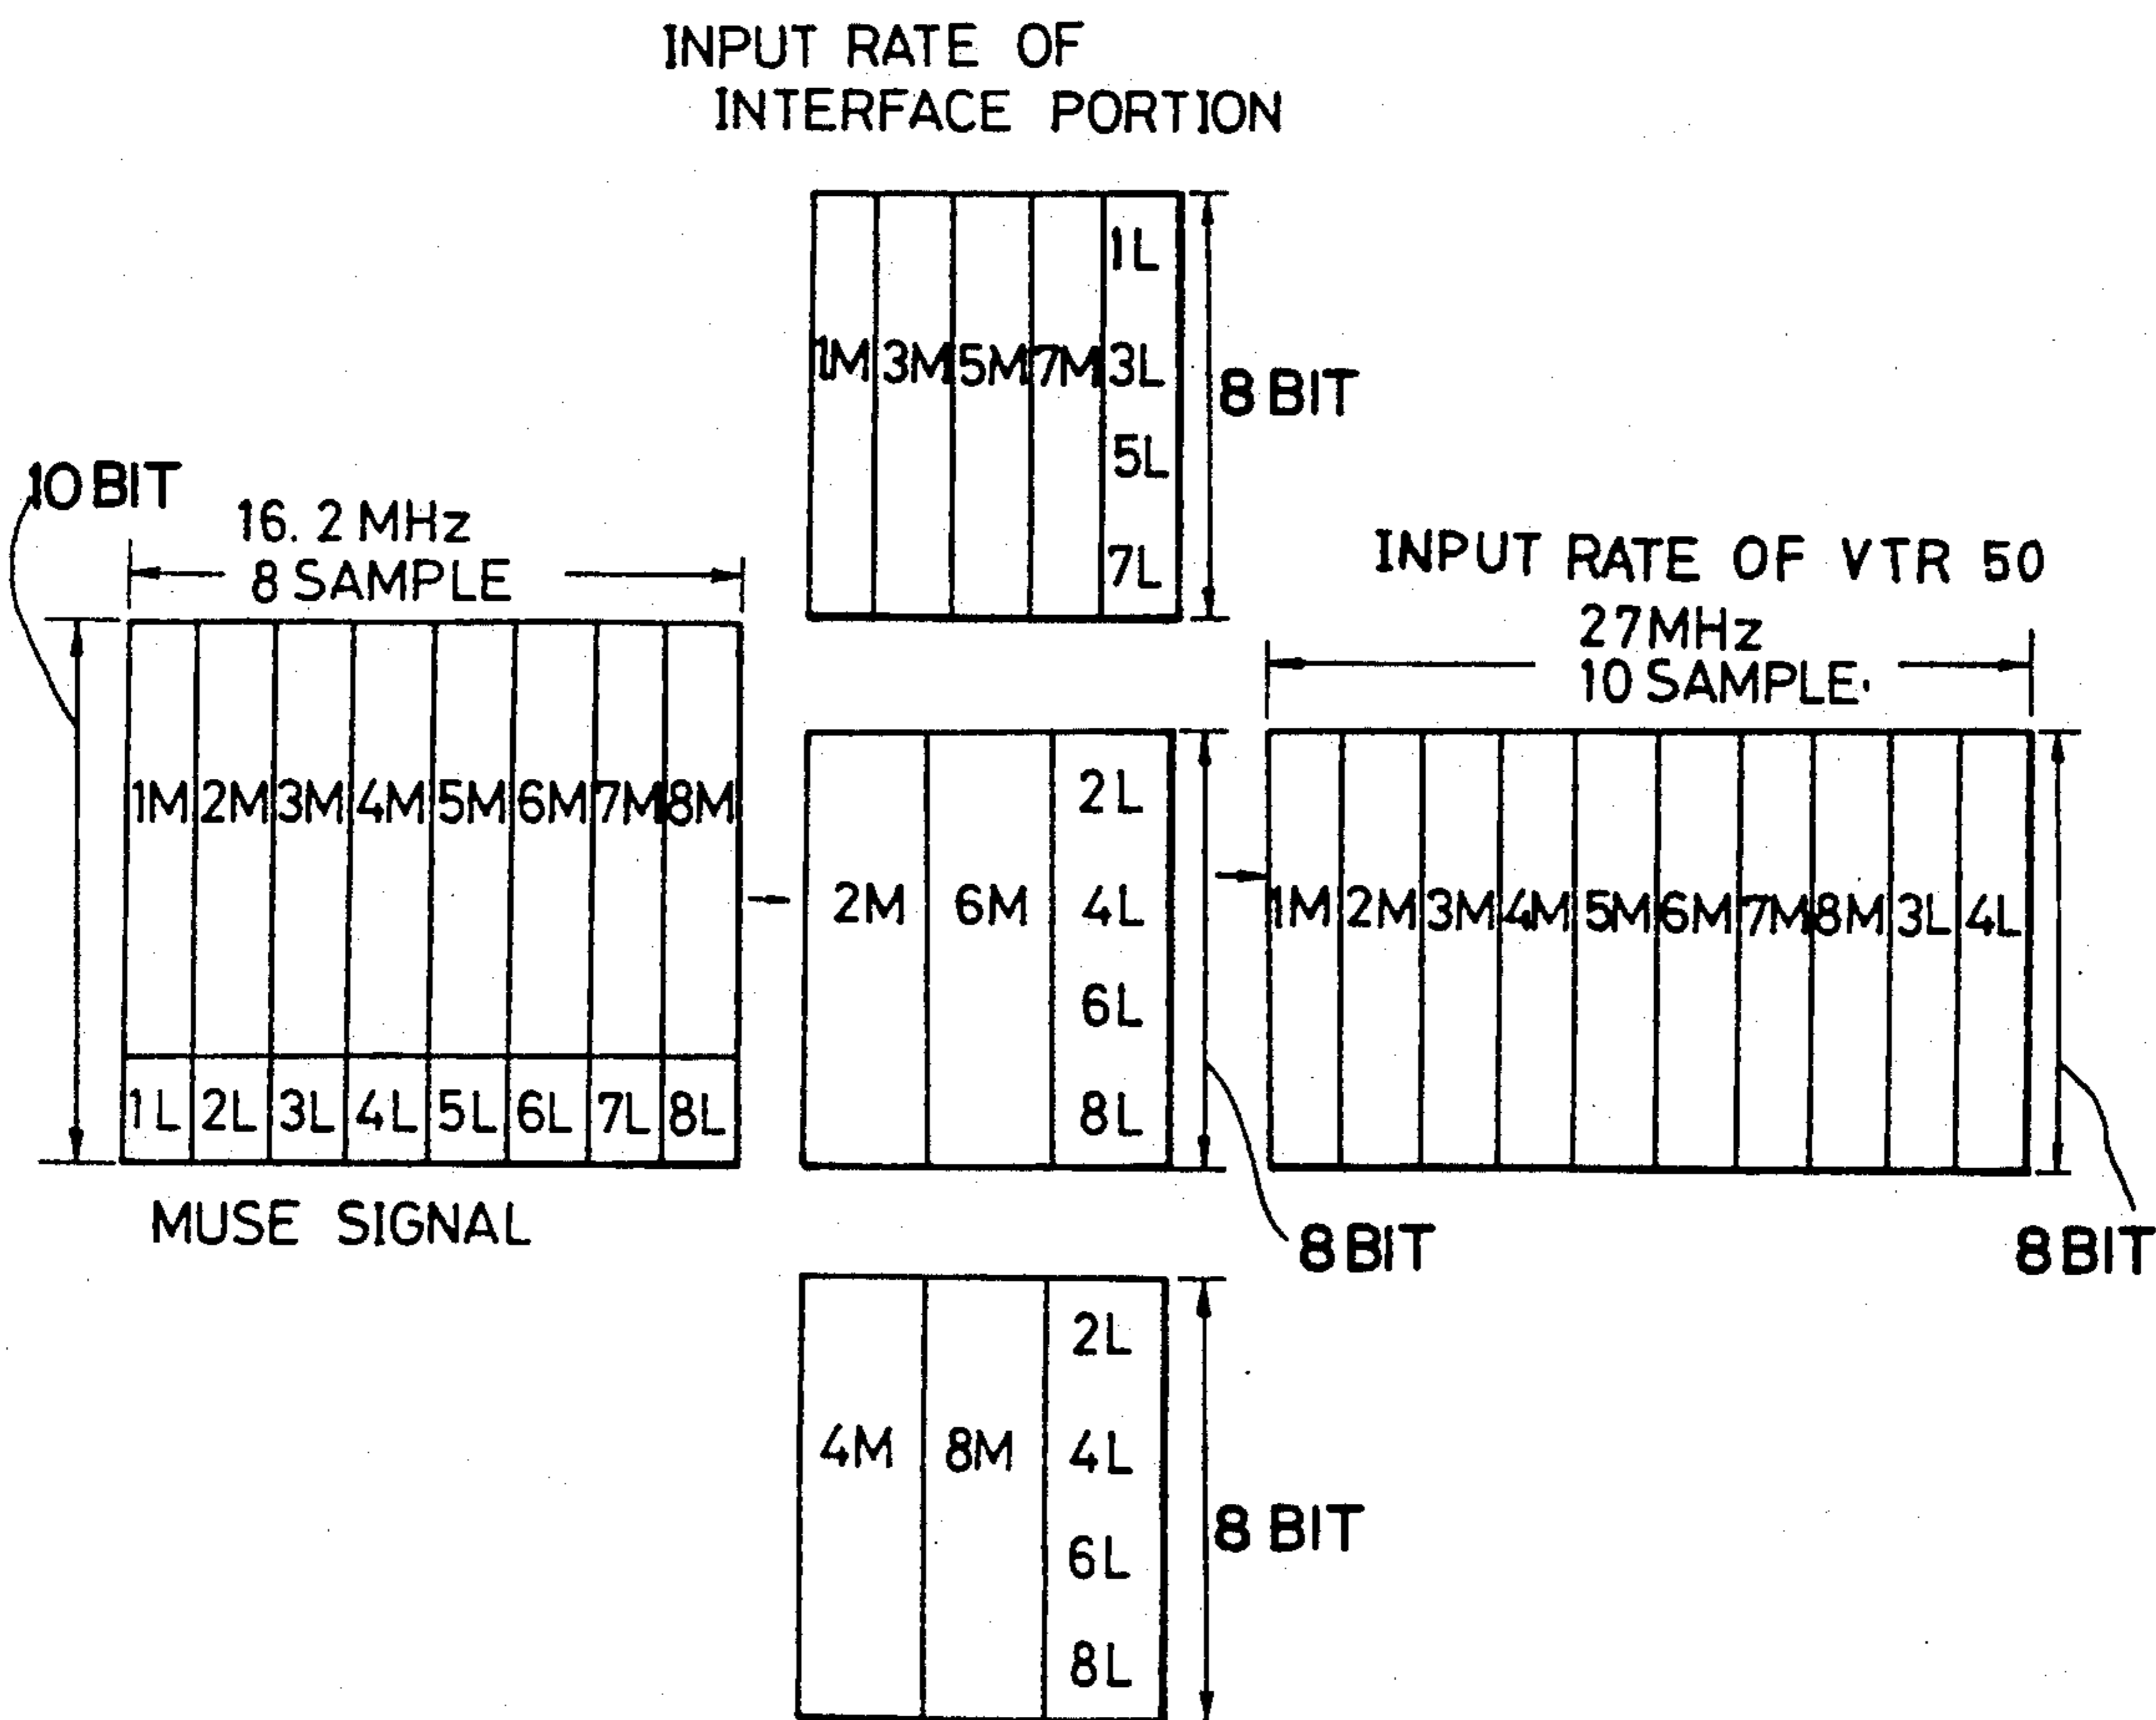 INPUT RATE OF
INTERFACE PORTION
1L
1M 3M 5M 7M 3L
5L
7L
8 BIT
10 BIT
16.2 MHz
8 SAMPLE
1M 2M 3M 4M 5M 6M 7M 8M
1L 2L 3L 4L 5L 6L 7L 8L
MUSE SIGNAL
2L
2M 6M 4L
6L
8L
8 BIT
2L
4M 8M 4L
6L
8L
8 BIT
INPUT RATE OF VTR 50
27MHz
10 SAMPLE
1M 2M 3M 4M 5M 6M 7M 8M 3L 4L
8 BIT